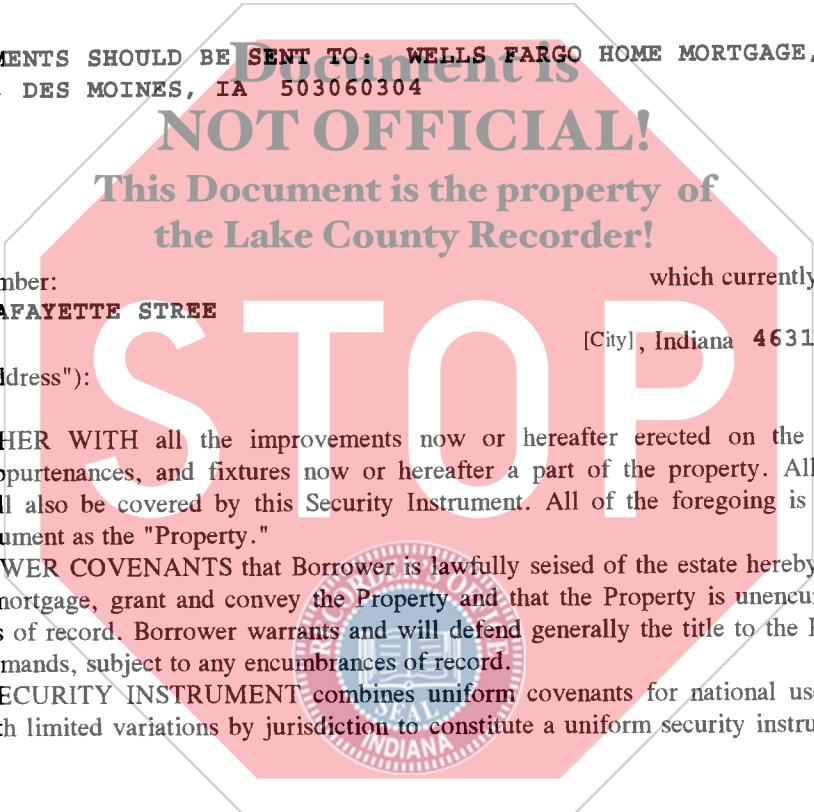 MENTS SHOULD BE SENT TO: WELLS FARGO HOME MORTGAGE,
DES MOINES, IA 503060304
Document is
NOT OFFICIAL!
This Document is the property of
the Lake County Recorder!
mber: which currently
AFAYETTE STREE
[City], Indiana 4631
ddress"):
STOP
HER WITH all the improvements now or hereafter erected on the
ppurtenances, and fixtures now or hereafter a part of the property. All
ll also be covered by this Security Instrument. All of the foregoing is
ument as the "Property."
WER COVENANTS that Borrower is lawfully seised of the estate hereby
mortgage, grant and convey the Property and that the Property is unencu
s of record. Borrower warrants and will defend generally the title to the
mands, subject to any encumbrances of record.
ECURITY INSTRUMENT combines uniform covenants for national us
th limited variations by jurisdiction to constitute a uniform security instru
RECORDER'S OFFICE
SEAL
INDIANA